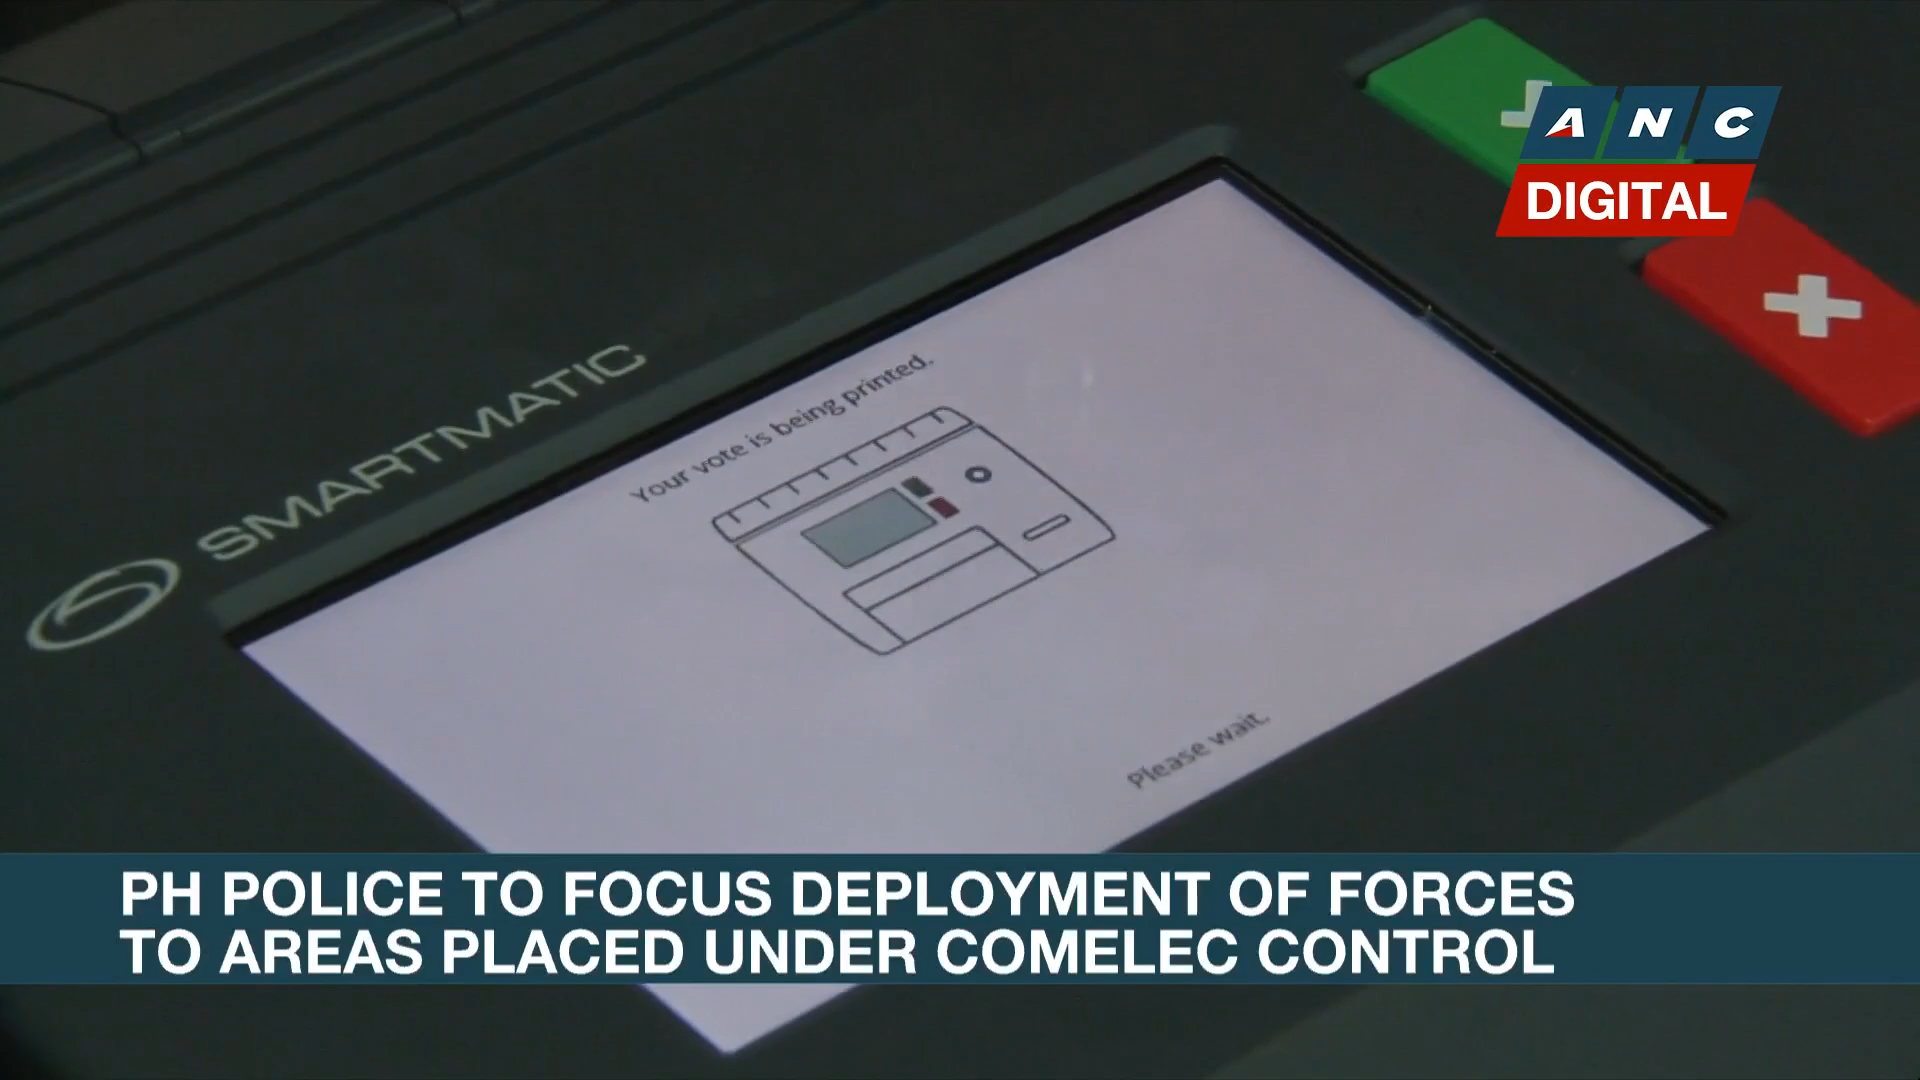 ANC
DIGITAL
SMARTMATIC
Your vote is being printed.
Please wait.
PH POLICE TO FOCUS DEPLOYMENT OF FORCES
TO AREAS PLACED UNDER COMELEC CONTROL